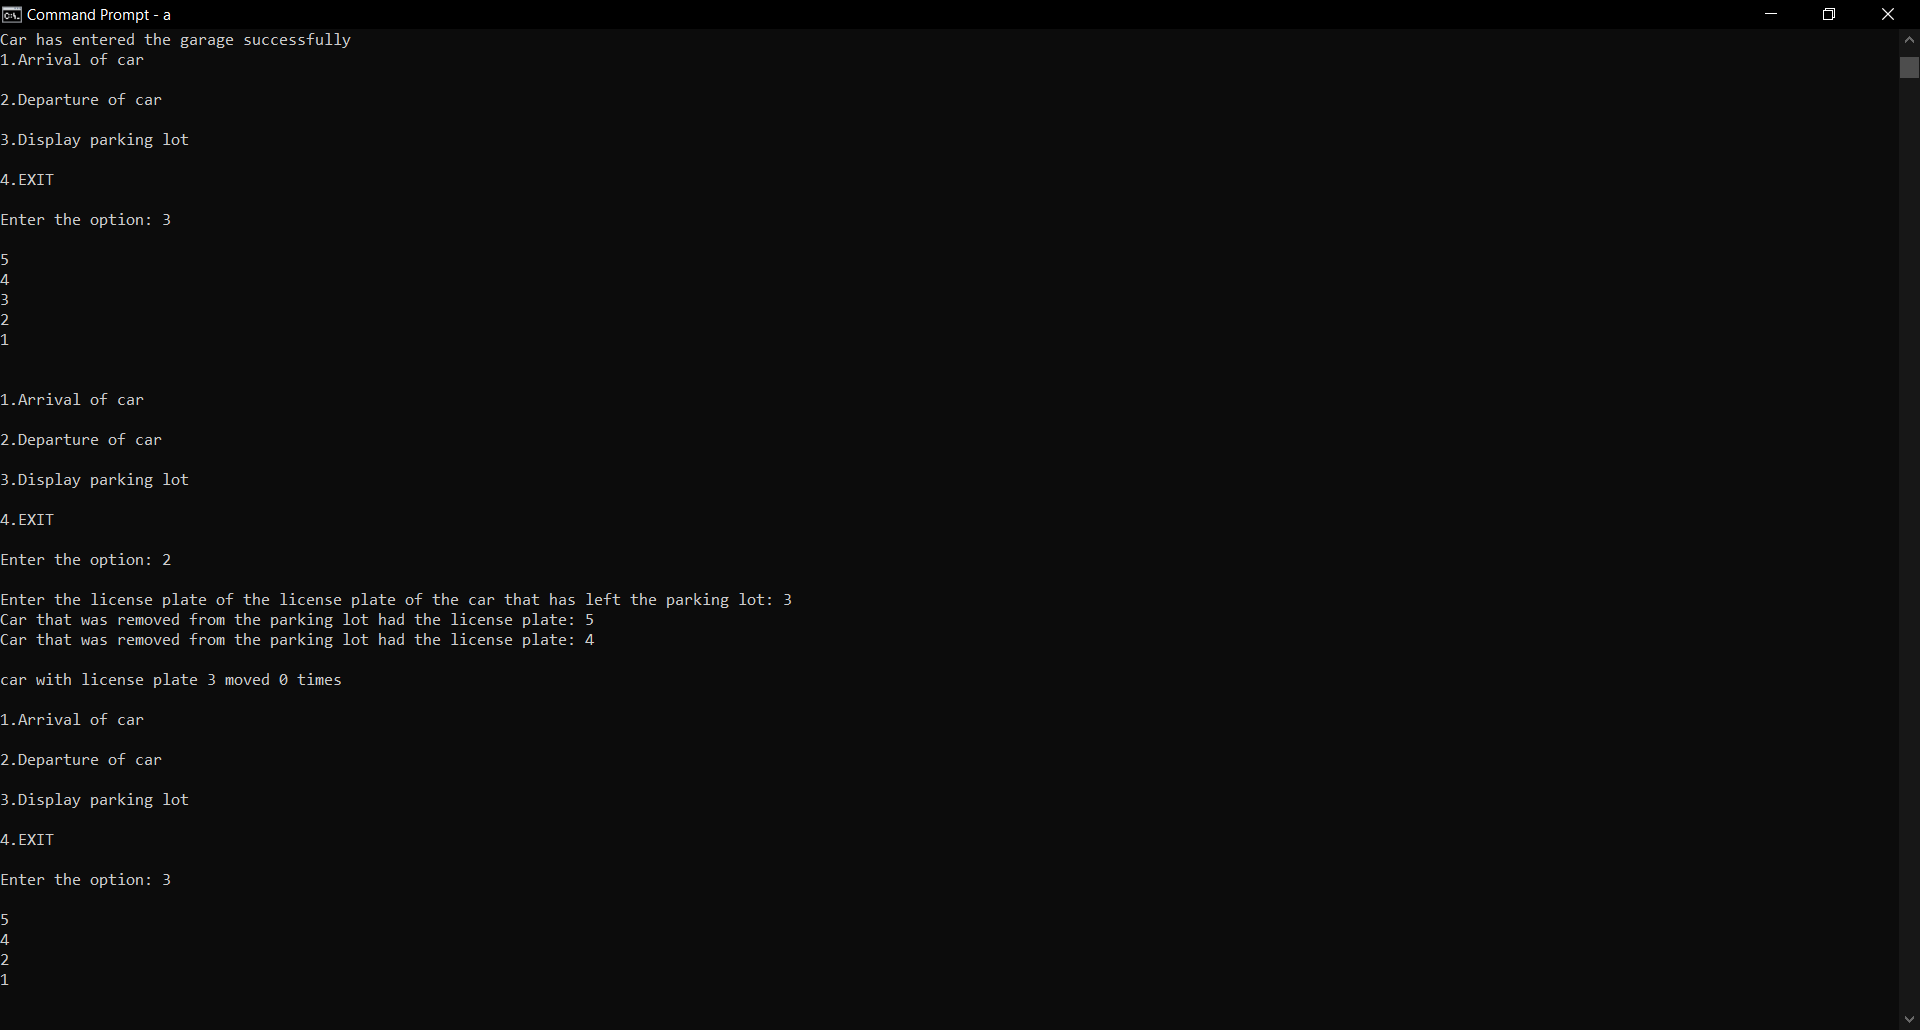 Command Prompt - a
Car has entered the garage successfully
1.Arrival of car
2.Departure of car
3.Display parking lot
4.EXIT
Enter the option: 3
5
4
3
2
1
1.Arrival of car
2.Departure of car
3.Display parking lot
4.EXIT
Enter the option: 2
Enter the license plate of the license plate of the car that has left the parking lot: 3
Car that was removed from the parking lot had the license plate: 5
Car that was removed from the parking lot had the license plate: 4
car with license plate 3 moved 0 times
1.Arrival of car
2.Departure of car
3.Display parking lot
4.EXIT
Enter the option: 3
5
4
2
1